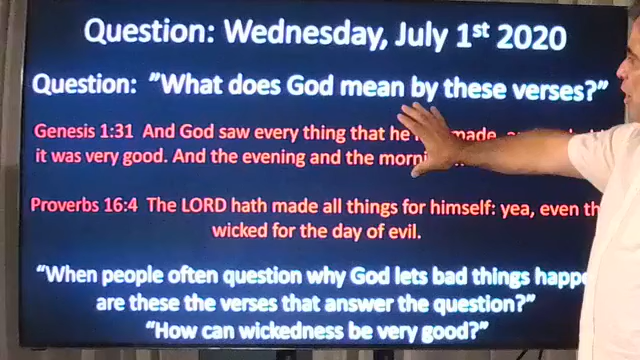 Question: Wednesday, July 1st 2020
Question: "What does God mean by these verses?"
Genesis 1:31 And God saw every thing that he made,
it was very good. And the evening and the
Proverbs 16:4 The LORD hath made all things for himself: yea, even
wicked for the day of evil.
"When people often question why God lets bad things
are these the verses that answer the question?"
"How can wickedness be very good?"